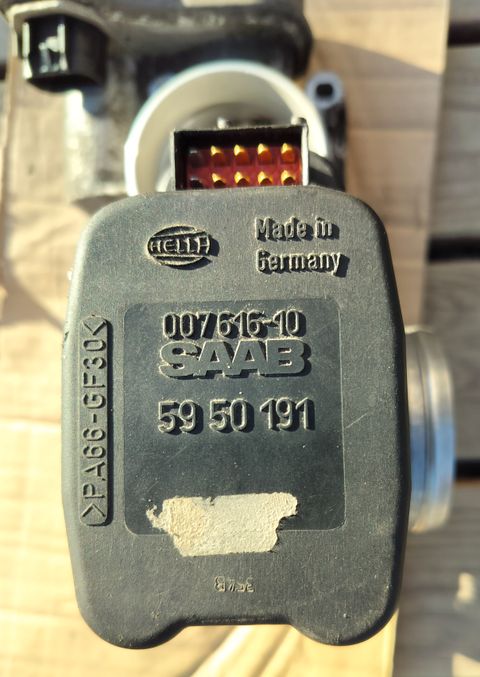 HELLA
Made in
Germany
007616-10
SAAB
59 50 191
>PA66-GF30<